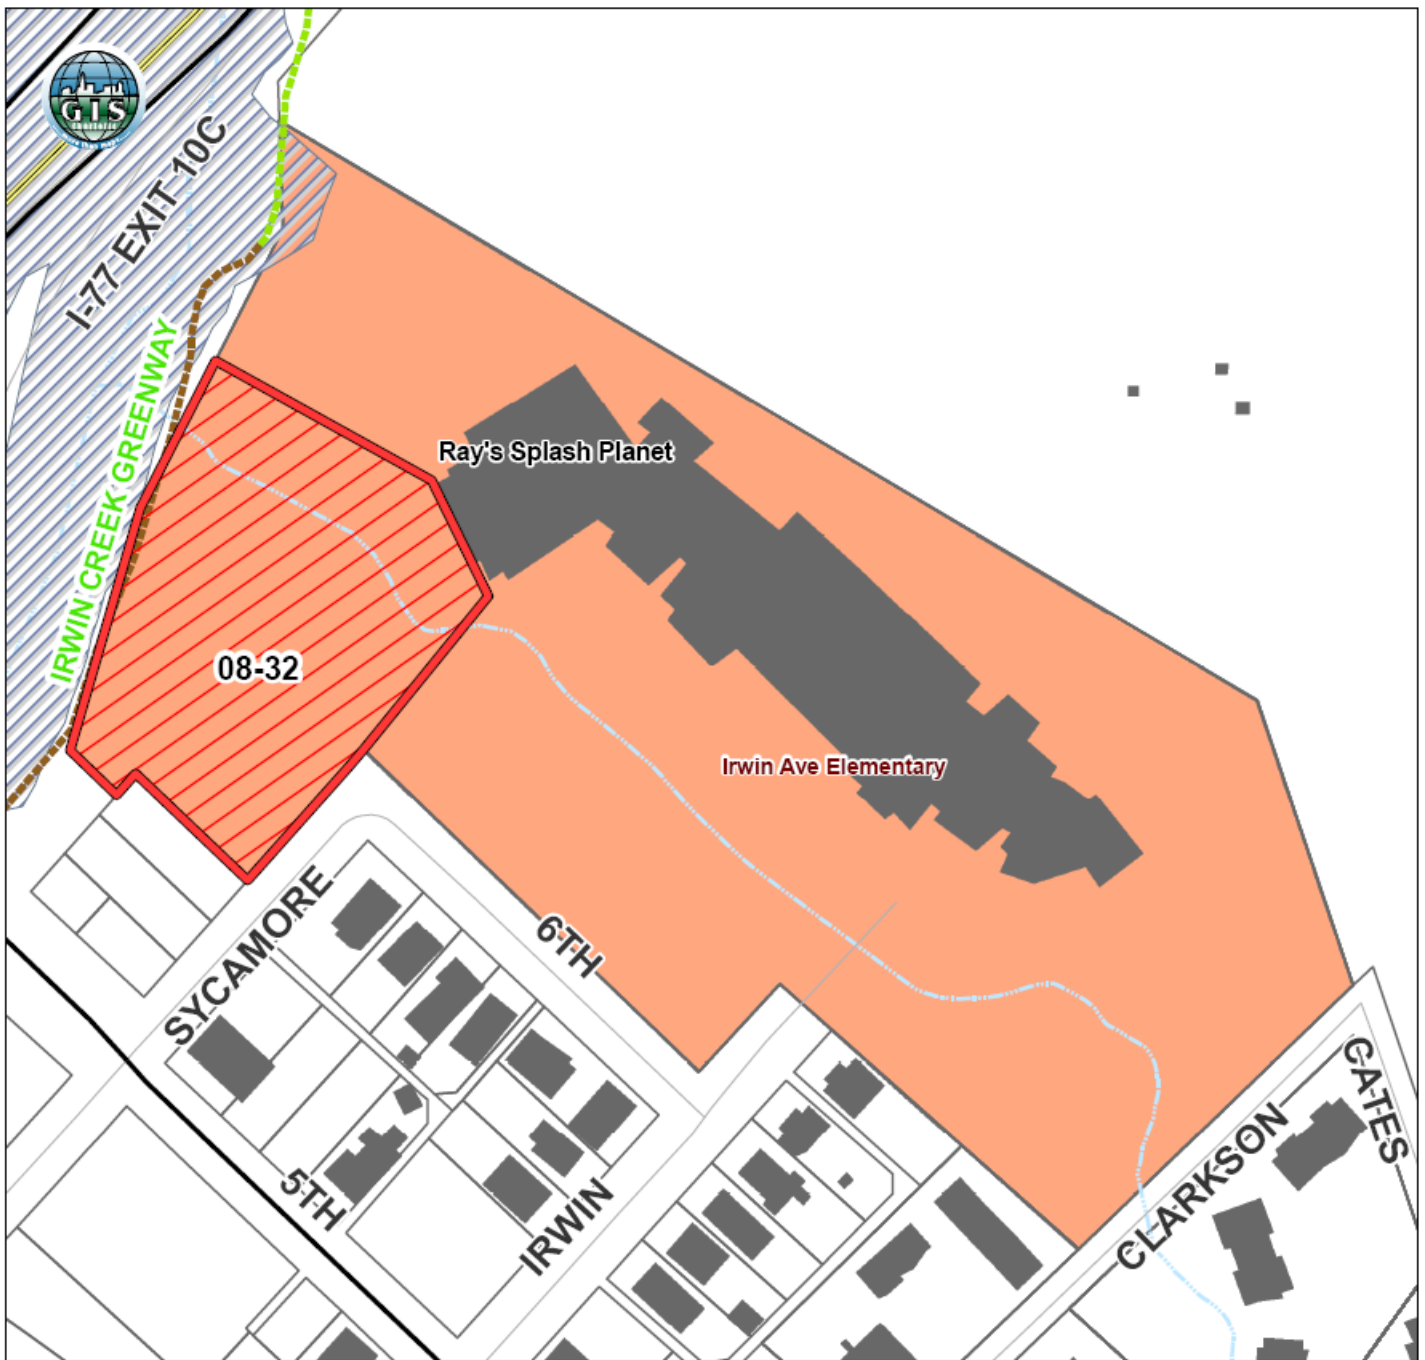 GIS
I-77 EXIT 10C
IRWIN CREEK GREENWAY
Ray's Splash Planet
08-32
Irwin Ave Elementary
SYCAMORE
6TH
5TH
IRWIN
CLARKSON
CATES